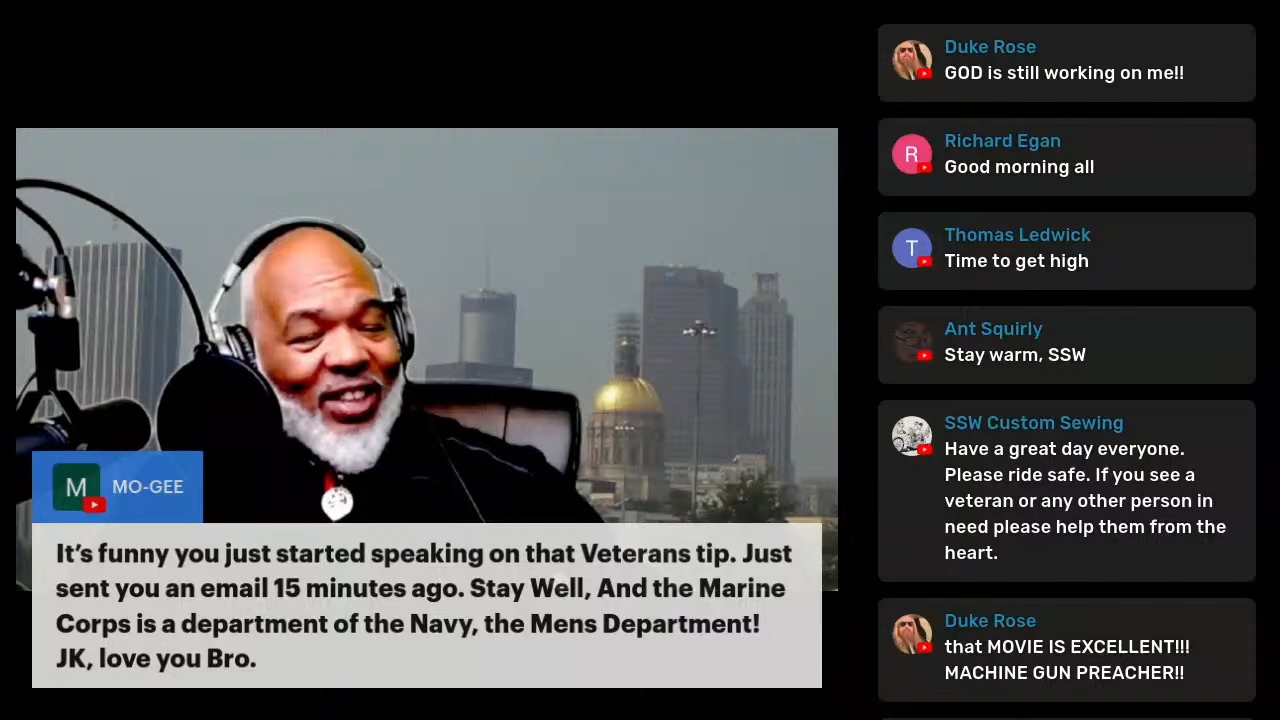 M MO-GEE
It’s funny you just started speaking on that Veterans tip. Just
sent you an email 15 minutes ago. Stay Well, And the Marine
Corps is a department of the Navy, the Mens Department!
JK, love you Bro.
Duke Rose
GOD is still working on me!!
R
Richard Egan
Good morning all
T
Thomas Ledwick
Time to get high
Ant Squirly
Stay warm, SSW
SSW Custom Sewing
Have a great day everyone.
Please ride safe. If you see a
veteran or any other person in
need please help them from the
heart.
Duke Rose
that MOVIE IS EXCELLENT!!!
MACHINE GUN PREACHER!!